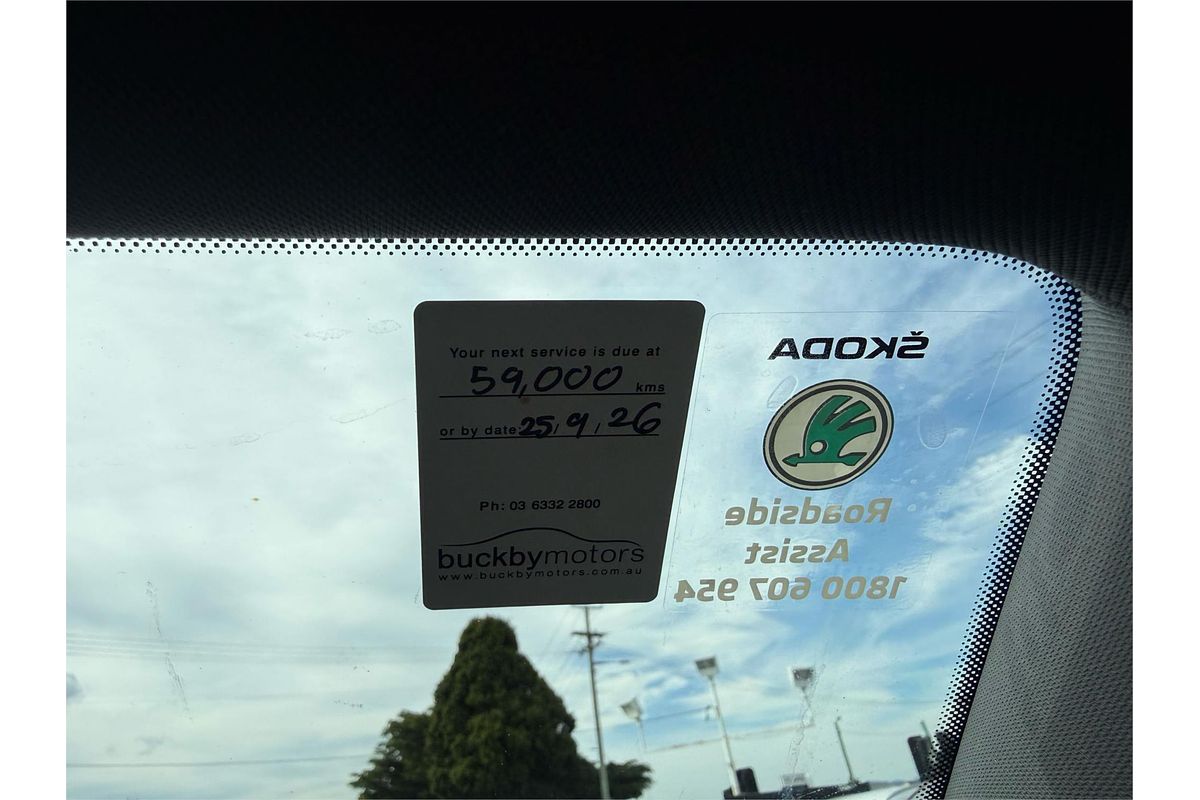 Your next service is due at
59,000 kms
or by date: 25/9/26
Ph: 03 6332 2800
buckbymotors
www.buckbymotors.com.au
ŠKODA
Roadside
Assist
1800 607 954